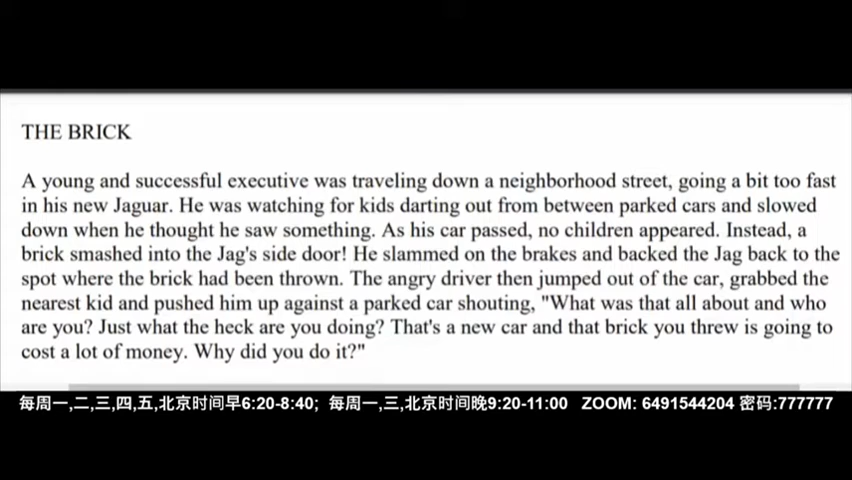 THE BRICK
A young and successful executive was traveling down a neighborhood street, going a bit too fast
in his new Jaguar. He was watching for kids darting out from between parked cars and slowed
down when he thought he saw something. As his car passed, no children appeared. Instead, a
brick smashed into the Jag's side door! He slammed on the brakes and backed the Jag back to the
spot where the brick had been thrown. The angry driver then jumped out of the car, grabbed the
nearest kid and pushed him up against a parked car shouting, "What was that all about and who
are you? Just what the heck are you doing? That's a new car and that brick you threw is going to
cost a lot of money. Why did you do it?"
每周一,二,三,四,五,北京时间早6:20-8:40; 每周一,三,北京时间晚9:20-11:00 ZOOM: 6491544204 密码:777777